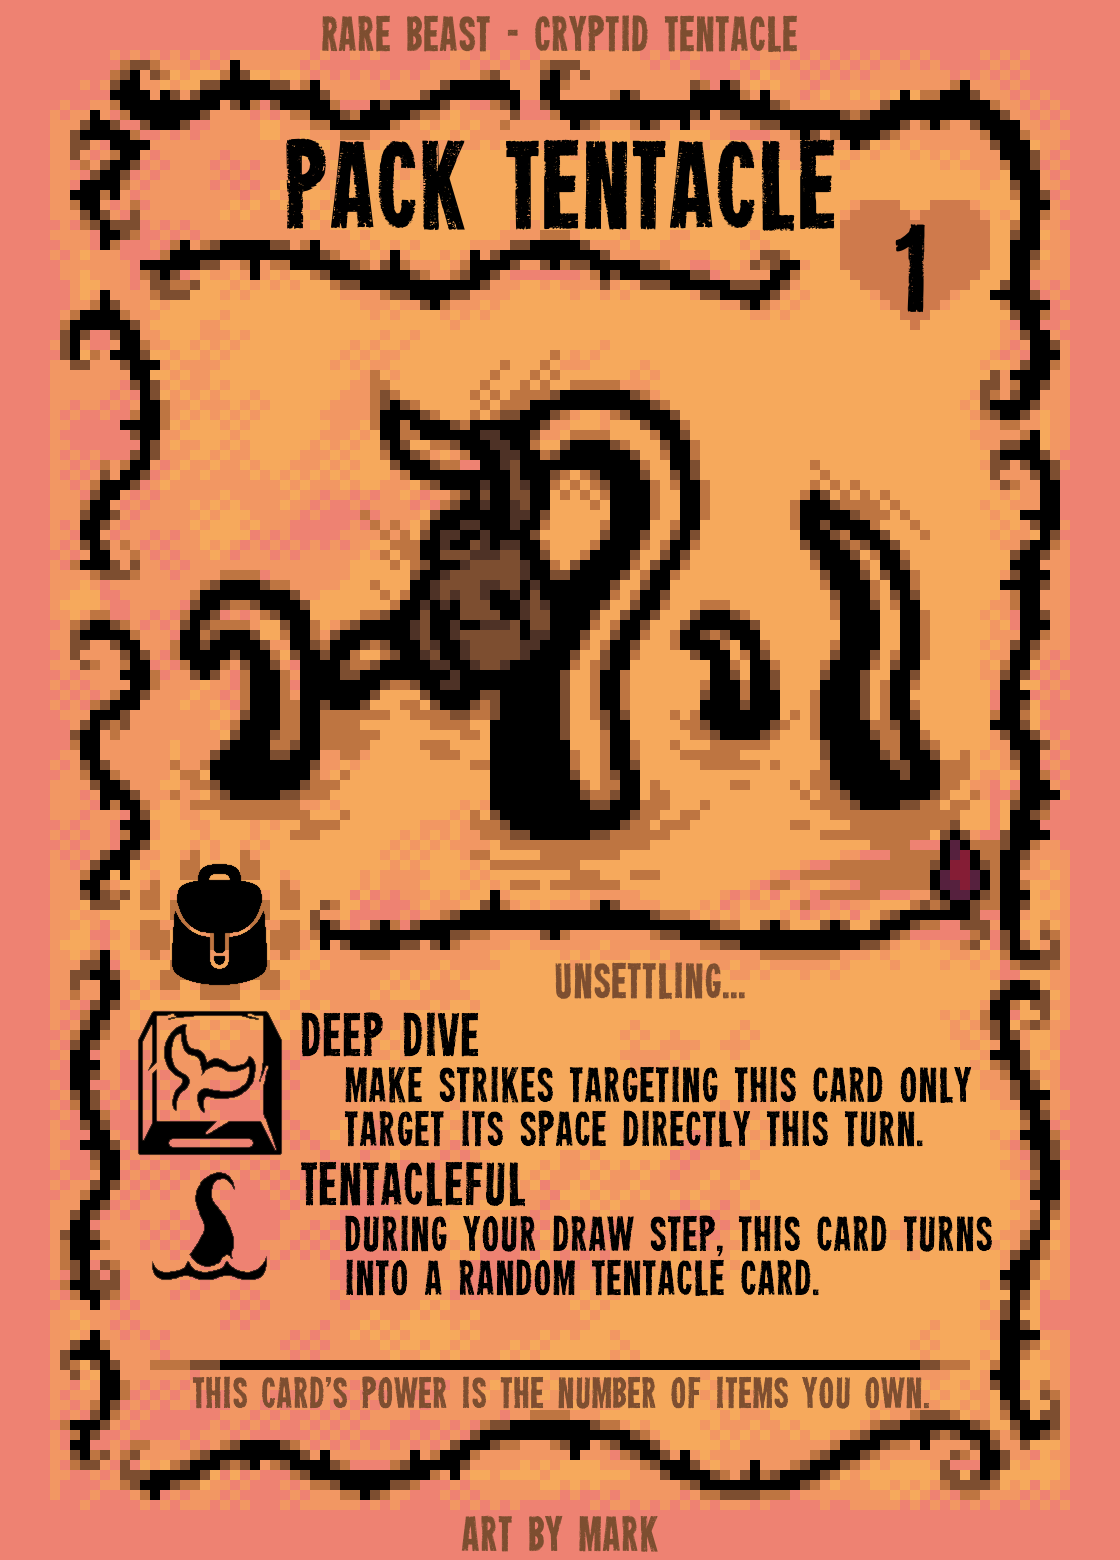 RARE BEAST - CRYPTID TENTACLE
PACK TENTACLE
1
UNSETTLING...
DEEP DIVE
MAKE STRIKES TARGETING THIS CARD ONLY
TARGET ITS SPACE DIRECTLY THIS TURN.
TENTACLEFUL
DURING YOUR DRAW STEP, THIS CARD TURNS
INTO A RANDOM TENTACLE CARD.
THIS CARD'S POWER IS THE NUMBER OF ITEMS YOU OWN.
ART BY MARK